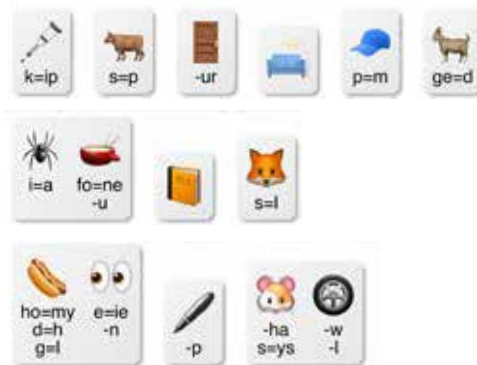 k=ip s=p -ur p=m ge=d
i=a fo=ne
-u
s=l
ho=my e=ie
d=h -n
g=l
-p
-ha -w
s=ys -l